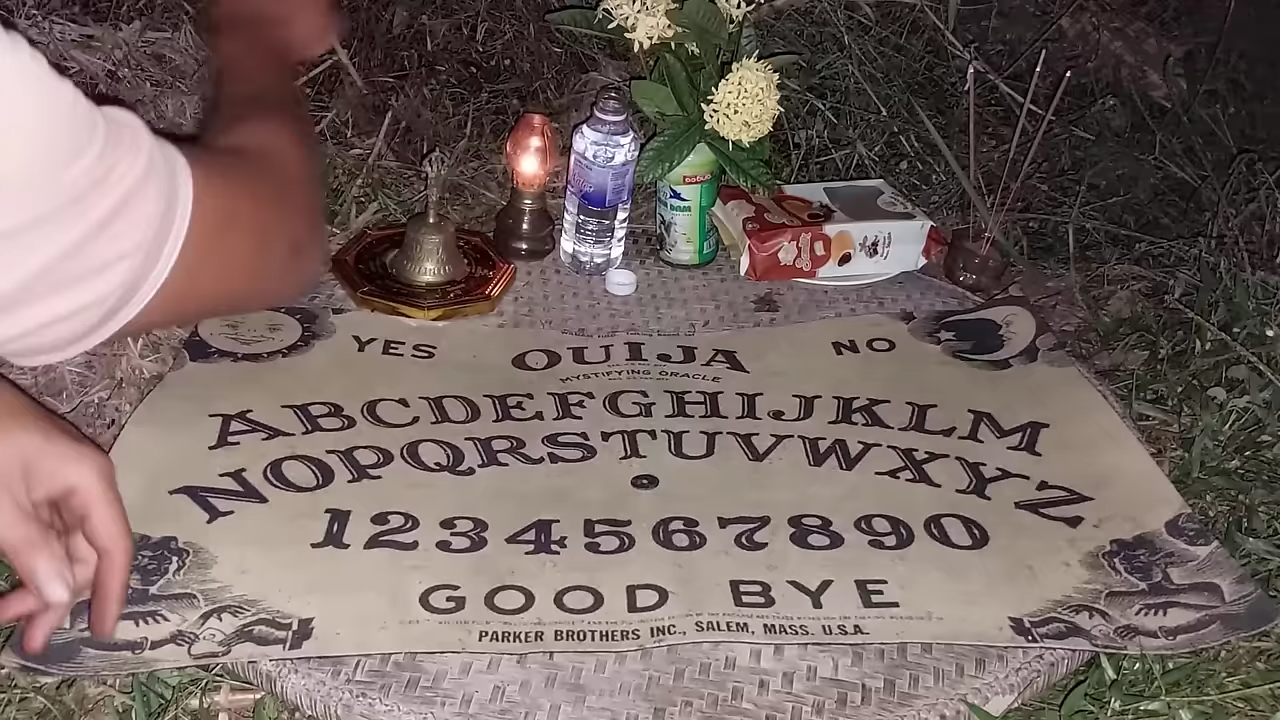 YES OUIJA NO
MYSTIFYING ORACLE
ABCDEFGHIJKLM
NOPQRSTUVWXYZ
1234567890
GOOD BYE
PARKER BROTHERS INC., SALEM, MASS. U.S.A.